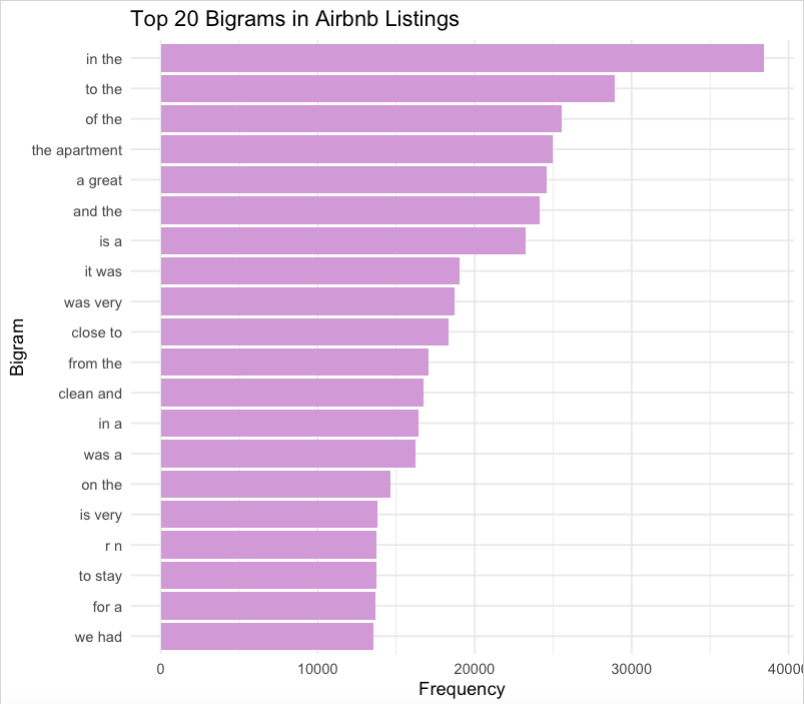 Top 20 Bigrams in Airbnb Listings
Bigram
in the
to the
of the
the apartment
a great
and the
is a
it was
was very
close to
from the
clean and
in a
was a
on the
is very
r n
to stay
for a
we had
0 10000 20000 30000 4000
Frequency